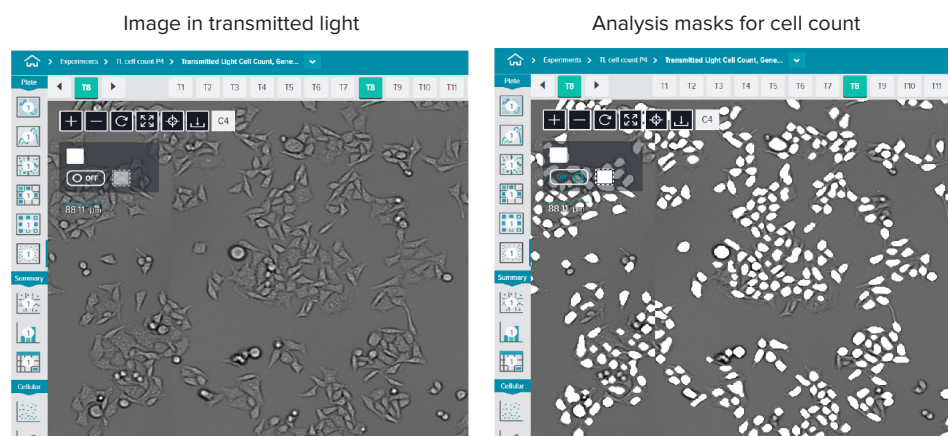 Image in transmitted light
Experiments > TL cell count P4 > Transmitted Light Cell Count, Gene...
Plate
T8
T1 T2 T3 T4 T5 T6 T7 T8 T9 T10 T11
C4
OFF
88.11 µm
Summary
Cellular
Analysis masks for cell count
Experiments > TL cell count P4 > Transmitted Light Cell Count, Gene...
Plate
T8
T1 T2 T3 T4 T5 T6 T7 T8 T9 T10 T11
C4
ON
88.11 µm
Summary
Cellular